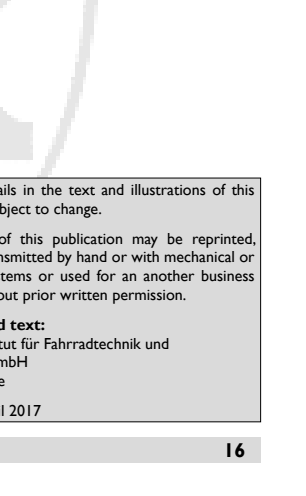 ails in the text and illustrations of this
bject to change.
of this publication may be reprinted,
nsmitted by hand or with mechanical or
tems or used for an another business
out prior written permission.
d text:
tut für Fahrradtechnik und
mbH
e
il 2017
16